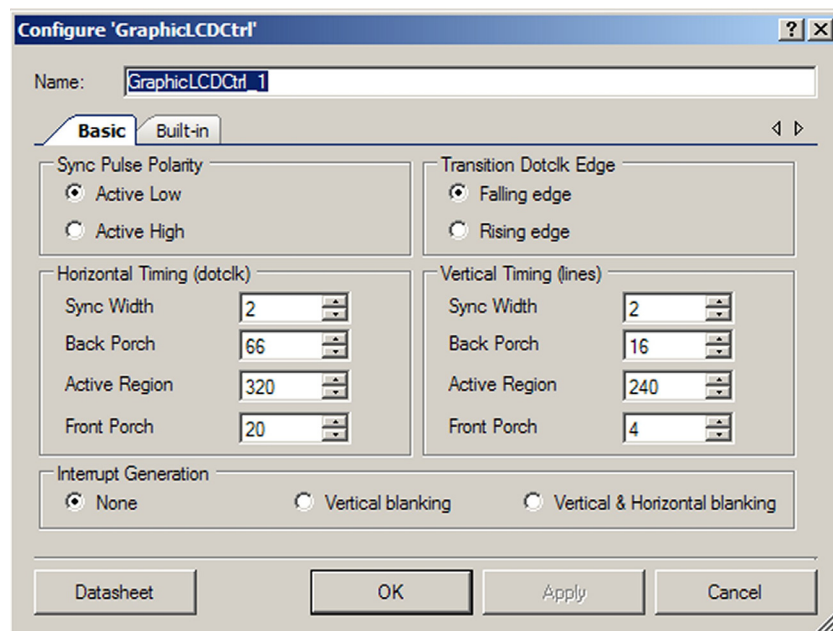 Configure 'GraphicLCDCtrl'
Name: GraphicLCDCtrl_1
Basic Built-in
Sync Pulse Polarity
Active Low
Active High
Transition Dotclk Edge
Falling edge
Rising edge
Horizontal Timing (dotclk)
Sync Width 2
Back Porch 66
Active Region 320
Front Porch 20
Vertical Timing (lines)
Sync Width 2
Back Porch 16
Active Region 240
Front Porch 4
Interrupt Generation
None Vertical blanking Vertical & Horizontal blanking
Datasheet OK Apply Cancel